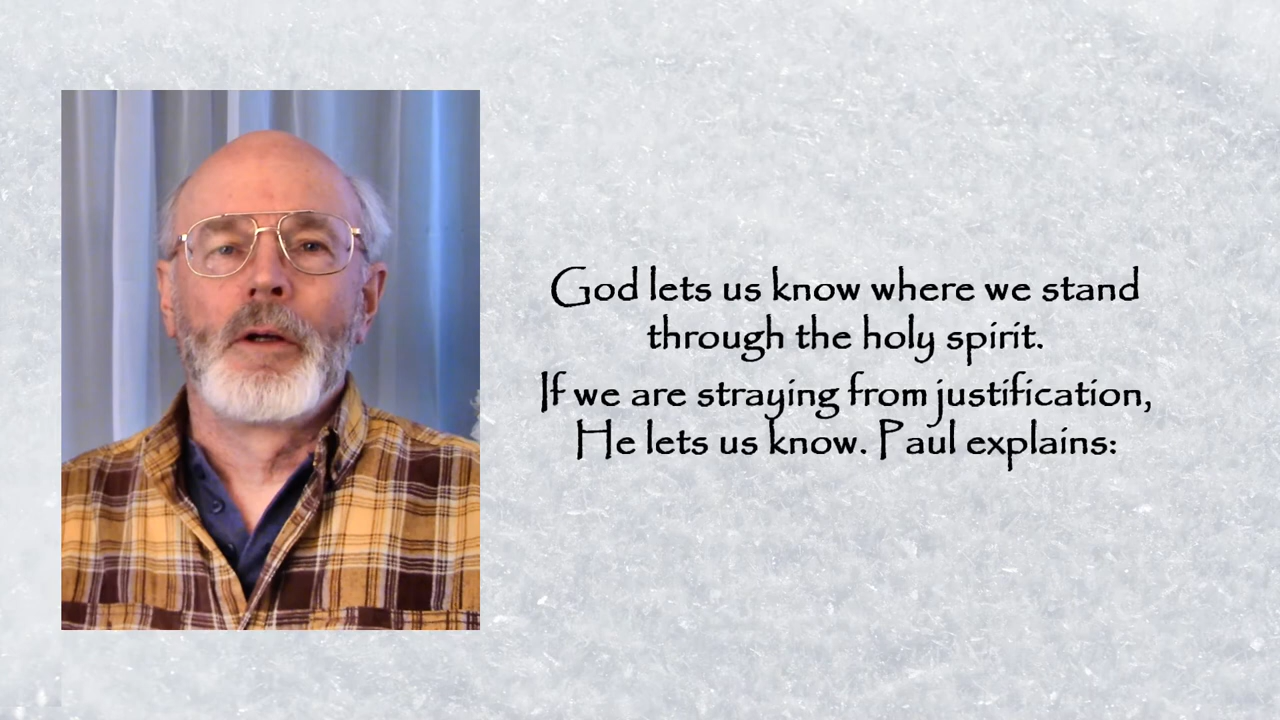 God lets us know where we stand
through the holy spirit.
If we are straying from justification,
He lets us know. Paul explains: